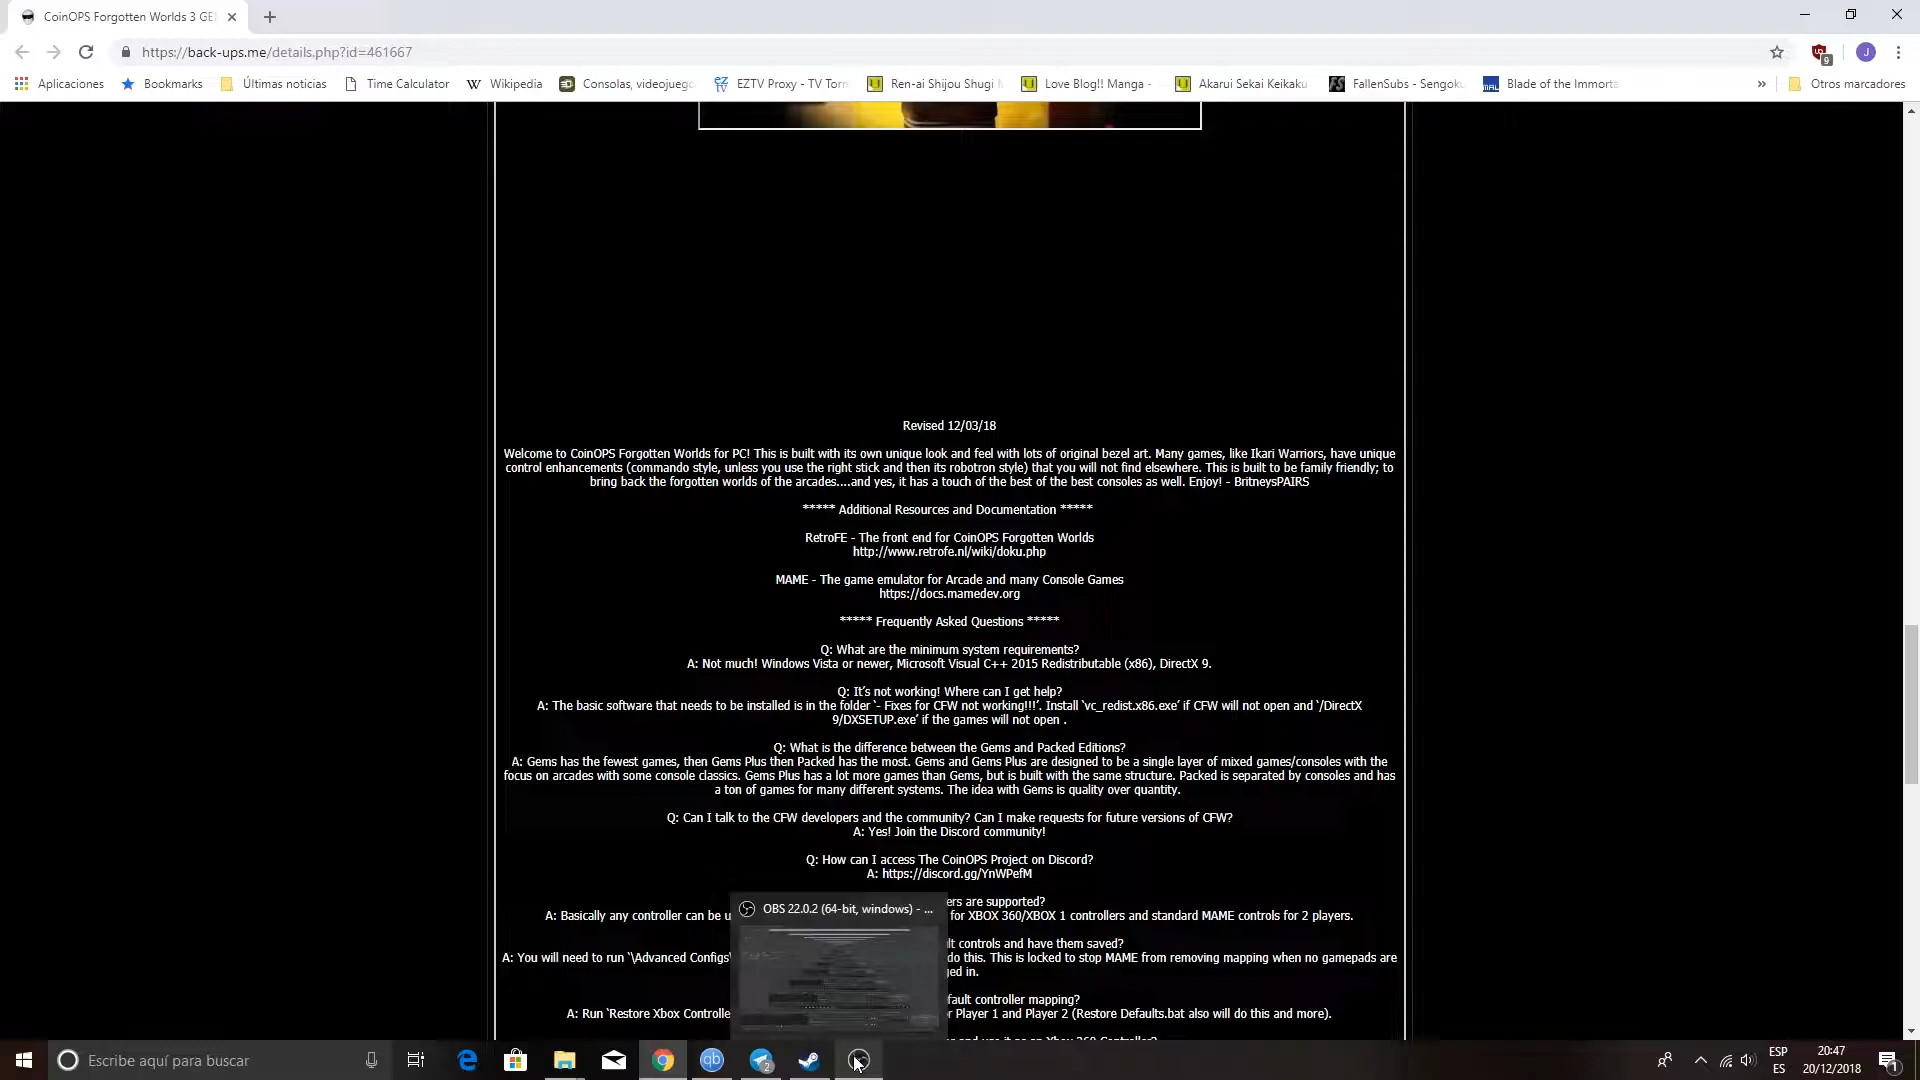 CoinOPS Forgotten Worlds 3 GE
https://back-ups.me/details.php?id=461667
9
J
Aplicaciones
Bookmarks
Últimas noticias
Time Calculator
Wikipedia
Consolas, videojuego
EZTV Proxy - TV Torr
Ren-ai Shijou Shugi
Love Blog!! Manga -
Akarui Sekai Keikaku
FallenSubs - Sengoku
Blade of the Immorta
»
Otros marcadores
Revised 12/03/18
Welcome to CoinOPS Forgotten Worlds for PC! This is built with its own unique look and feel with lots of original bezel art. Many games, like Ikari Warriors, have unique
control enhancements (commando style, unless you use the right stick and then its robotron style) that you will not find elsewhere. This is built to be family friendly; to
bring back the forgotten worlds of the arcades....and yes, it has a touch of the best of the best consoles as well. Enjoy! - BritneysPAIRS
***** Additional Resources and Documentation *****
RetroFE - The front end for CoinOPS Forgotten Worlds
http://www.retrofe.nl/wiki/doku.php
MAME - The game emulator for Arcade and many Console Games
https://docs.mamedev.org
***** Frequently Asked Questions *****
Q: What are the minimum system requirements?
A: Not much! Windows Vista or newer, Microsoft Visual C++ 2015 Redistributable (x86), DirectX 9.
Q: It’s not working! Where can I get help?
A: The basic software that needs to be installed is in the folder ‘- Fixes for CFW not working!!!’. Install ‘vc_redist.x86.exe’ if CFW will not open and ‘/DirectX
9/DXSETUP.exe’ if the games will not open .
Q: What is the difference between the Gems and Packed Editions?
A: Gems has the fewest games, then Gems Plus then Packed has the most. Gems and Gems Plus are designed to be a single layer of mixed games/consoles with the
focus on arcades with some console classics. Gems Plus has a lot more games than Gems, but is built with the same structure. Packed is separated by consoles and has
a ton of games for many different systems. The idea with Gems is quality over quantity.
Q: Can I talk to the CFW developers and the community? Can I make requests for future versions of CFW?
A: Yes! Join the Discord community!
Q: How can I access The CoinOPS Project on Discord?
A: https://discord.gg/YnWPefM
ers are supported?
A: Basically any controller can be u for XBOX 360/XBOX 1 controllers and standard MAME controls for 2 players.
lt controls and have them saved?
A: You will need to run ‘\Advanced Configs\ do this. This is locked to stop MAME from removing mapping when no gamepads are
ged in.
fault controller mapping?
A: Run ‘Restore Xbox Controlle r Player 1 and Player 2 (Restore Defaults.bat also will do this and more).
OBS 22.0.2 (64-bit, windows) - ...
Escribe aquí para buscar
qb
2
ESP
ES
20:47
20/12/2018
1